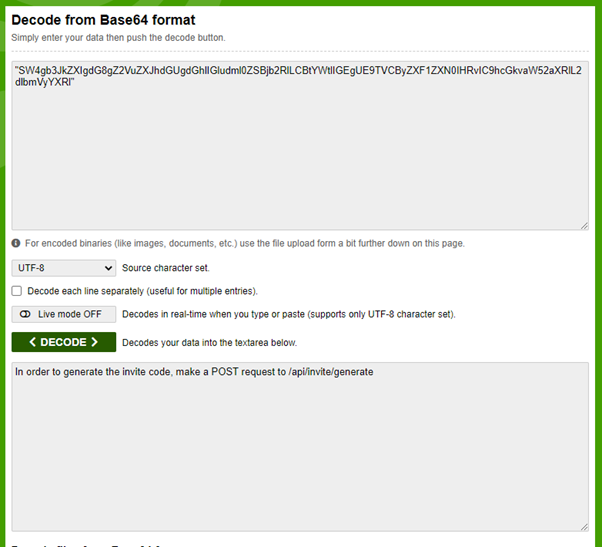 Decode from Base64 format
Simply enter your data then push the decode button.
"SW4gb3JkZXIgdG8gZ2VuZXJhdGUgdGhlIGludml0ZSBjb2RlLCBtYWtlIGEgUE9TVCByZXF1ZXN0IHRvIC9hcGkvaW52aXRlL2
dlbmVyYXRl"
For encoded binaries (like images, documents, etc.) use the file upload form a bit further down on this page.
UTF-8 Source character set.
Decode each line separately (useful for multiple entries).
Live mode OFF Decodes in real-time when you type or paste (supports only UTF-8 character set).
< DECODE > Decodes your data into the textarea below.
In order to generate the invite code, make a POST request to /api/invite/generate